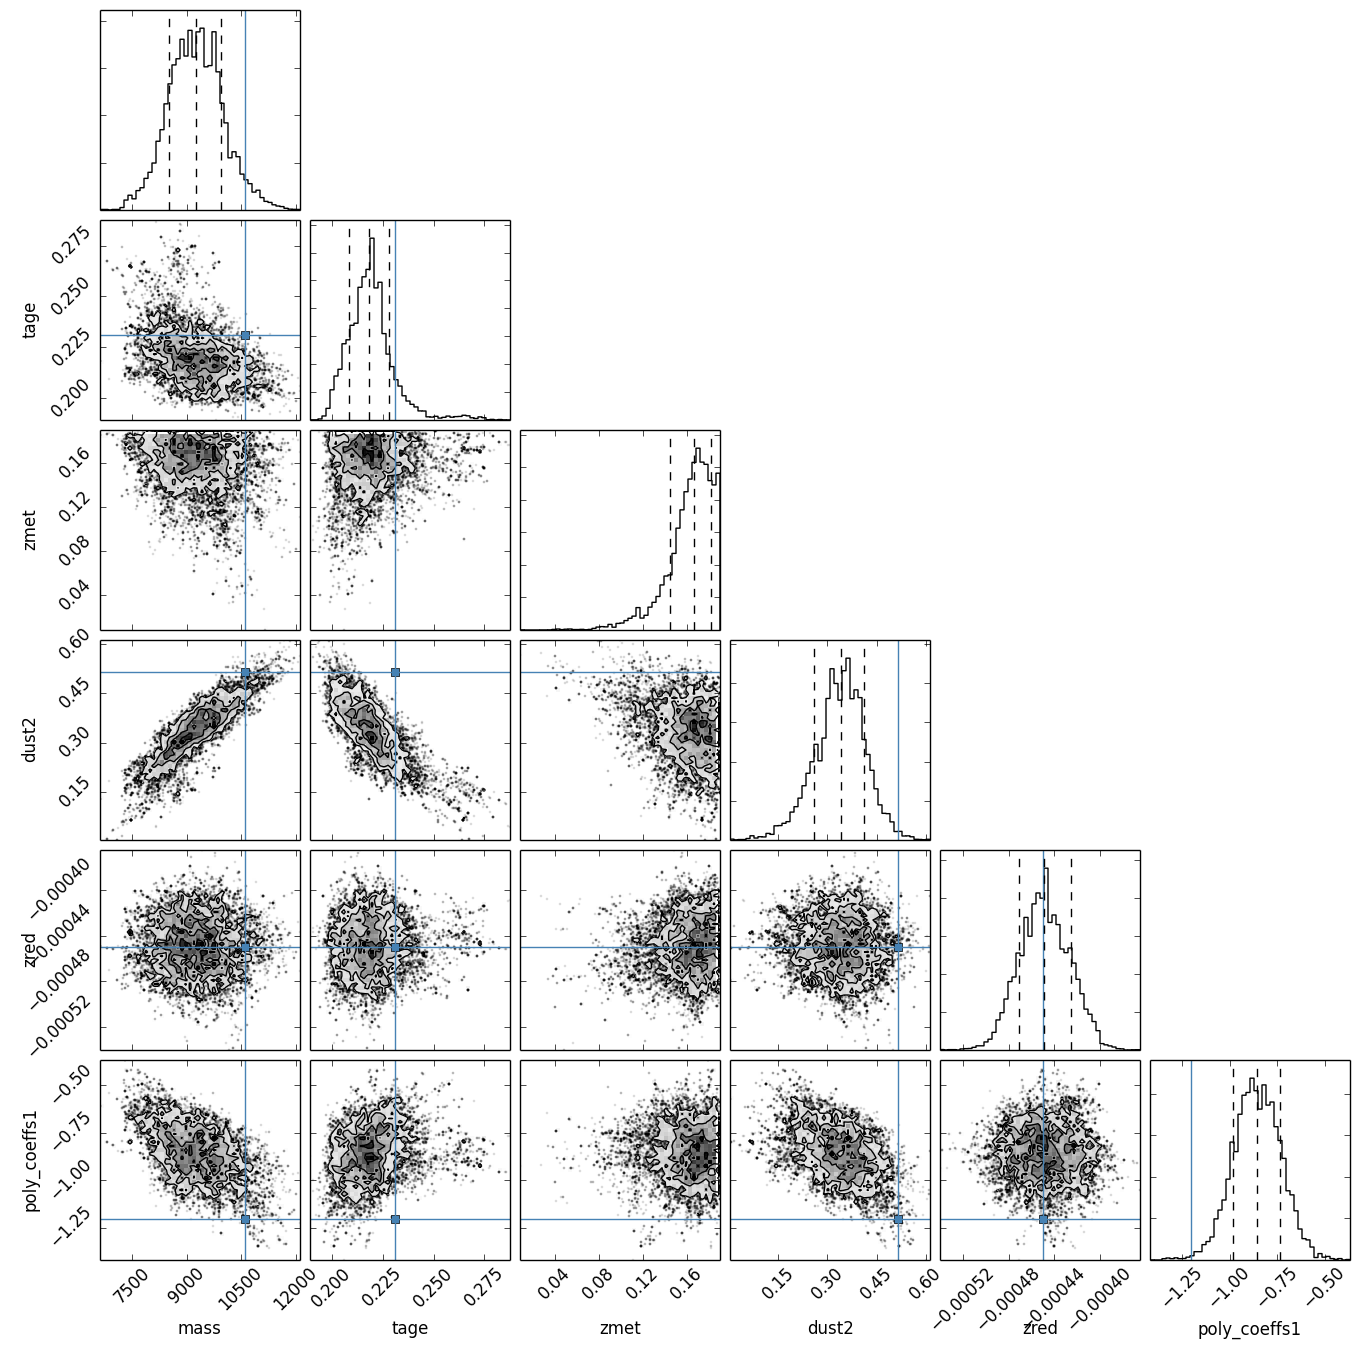 0.275
0.250
0.225
0.200
tage
0.16
0.12
0.08
0.04
zmet
0.60
0.45
0.30
0.15
dust2
−0.00040
−0.00044
−0.00048
−0.00052
zred
−0.50
−0.75
−1.00
−1.25
poly_coeffs1
7500 9000 10500 12000
0.200 0.225 0.250 0.275
0.04 0.08 0.12 0.16
0.15 0.30 0.45 0.60
−0.00052 −0.00048 −0.00044 −0.00040
−1.25 −1.00 −0.75 −0.50
mass tage zmet dust2 zred poly_coeffs1